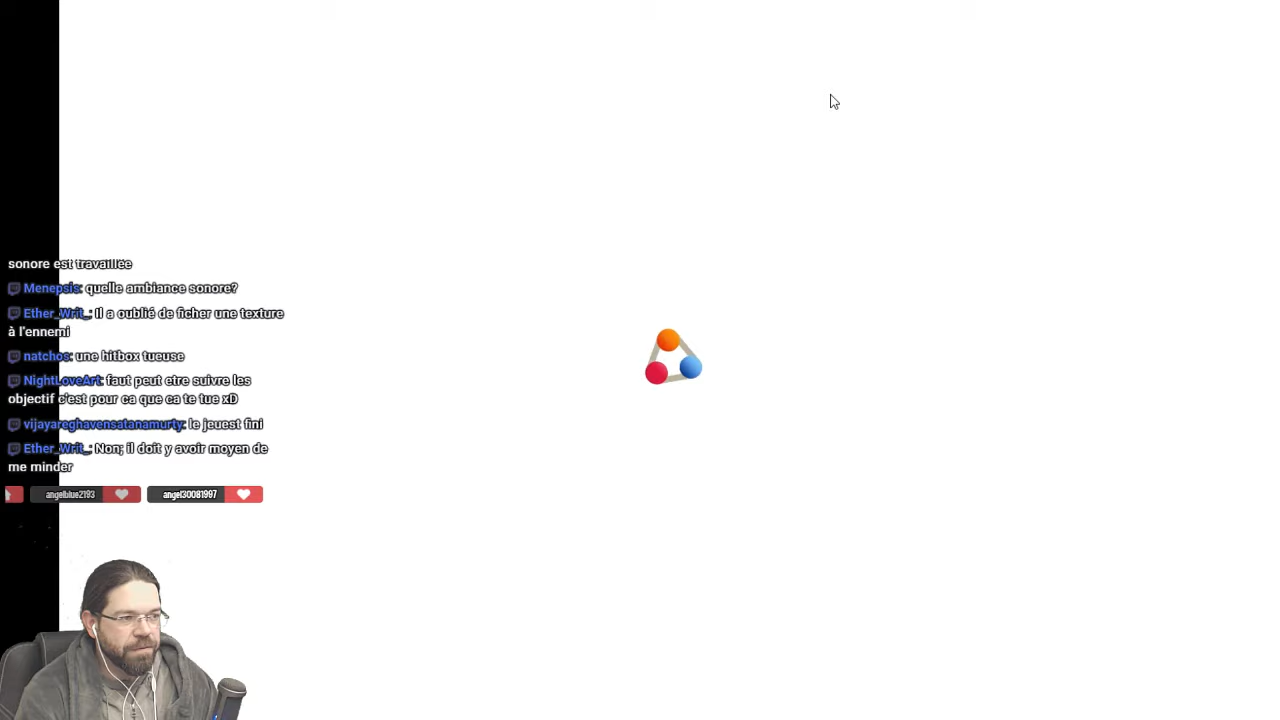 sonore est travaillée
Menepsis: quelle ambiance sonore?
Ether_Writ_: Il a oublié de ficher une texture
à l'ennemi
natchos: une hitbox tueuse
NightLoveArt: faut peut etre suivre les
objectif c'est pour ca que ca te tue xD
vijayareghavensatanamurty: le jeuest fini
Ether_Writ_: Non; il doit y avoir moyen de
me minder
angelblue2193 angel30081997